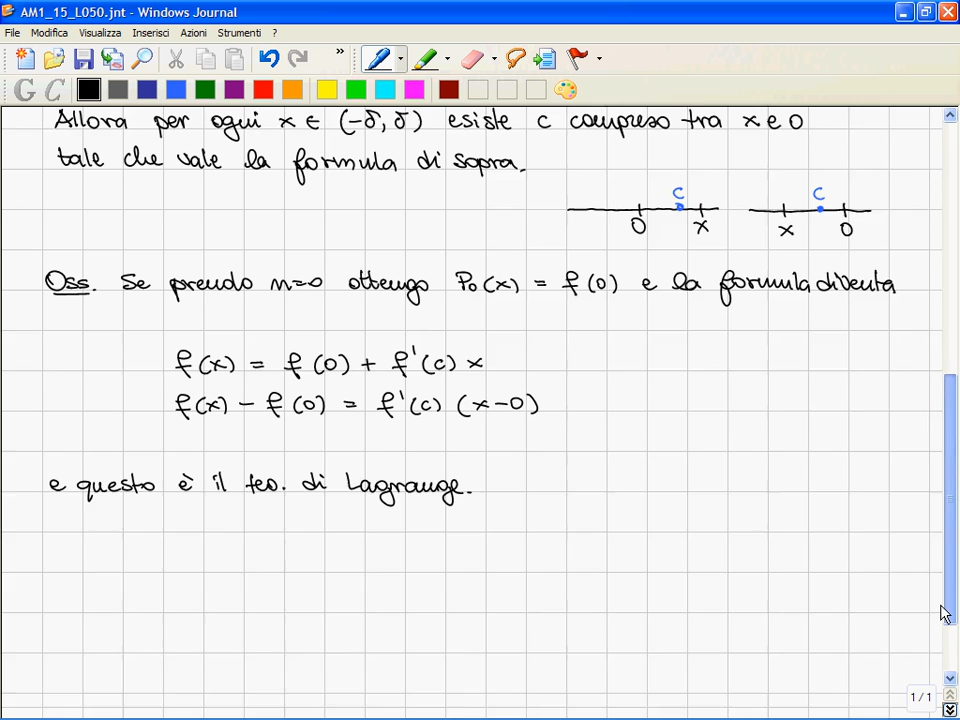 AM1_15_L050.jnt - Windows Journal
File Modifica Visualizza Inserisci Azioni Strumenti ?
»
G C
Allora per ogni x ∈ (-δ, δ) esiste c compreso tra x e 0
tale che vale la formula di sopra.
c c
0 x x 0
Oss. Se prendo n=0 ottengo P₀(x) = f(0) e la formula diventa
f(x) = f(0) + f'(c) x
f(x) - f(0) = f'(c) (x-0)
e questo è il teo. di Lagrange.
1 / 1